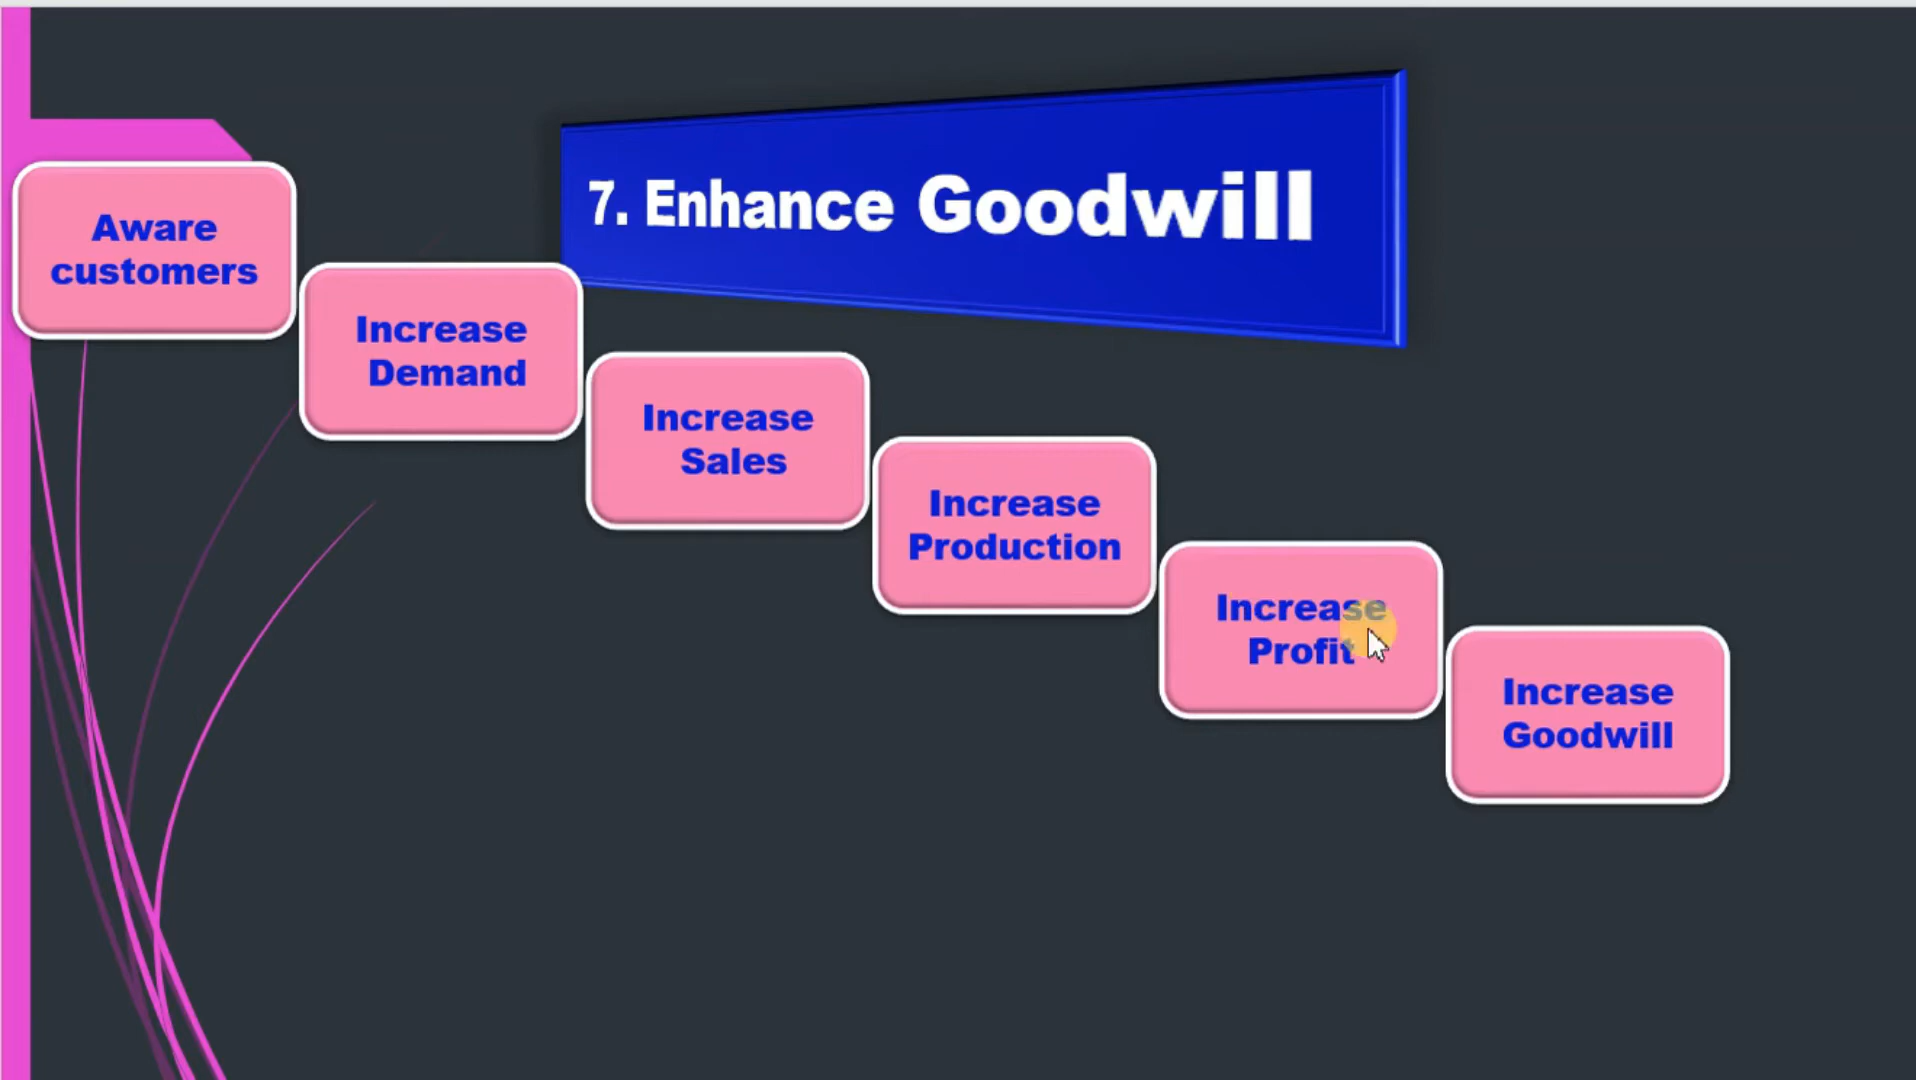 7. Enhance Goodwill
Aware
customers
Increase
Demand
Increase
Sales
Increase
Production
Increase
Profit
Increase
Goodwill